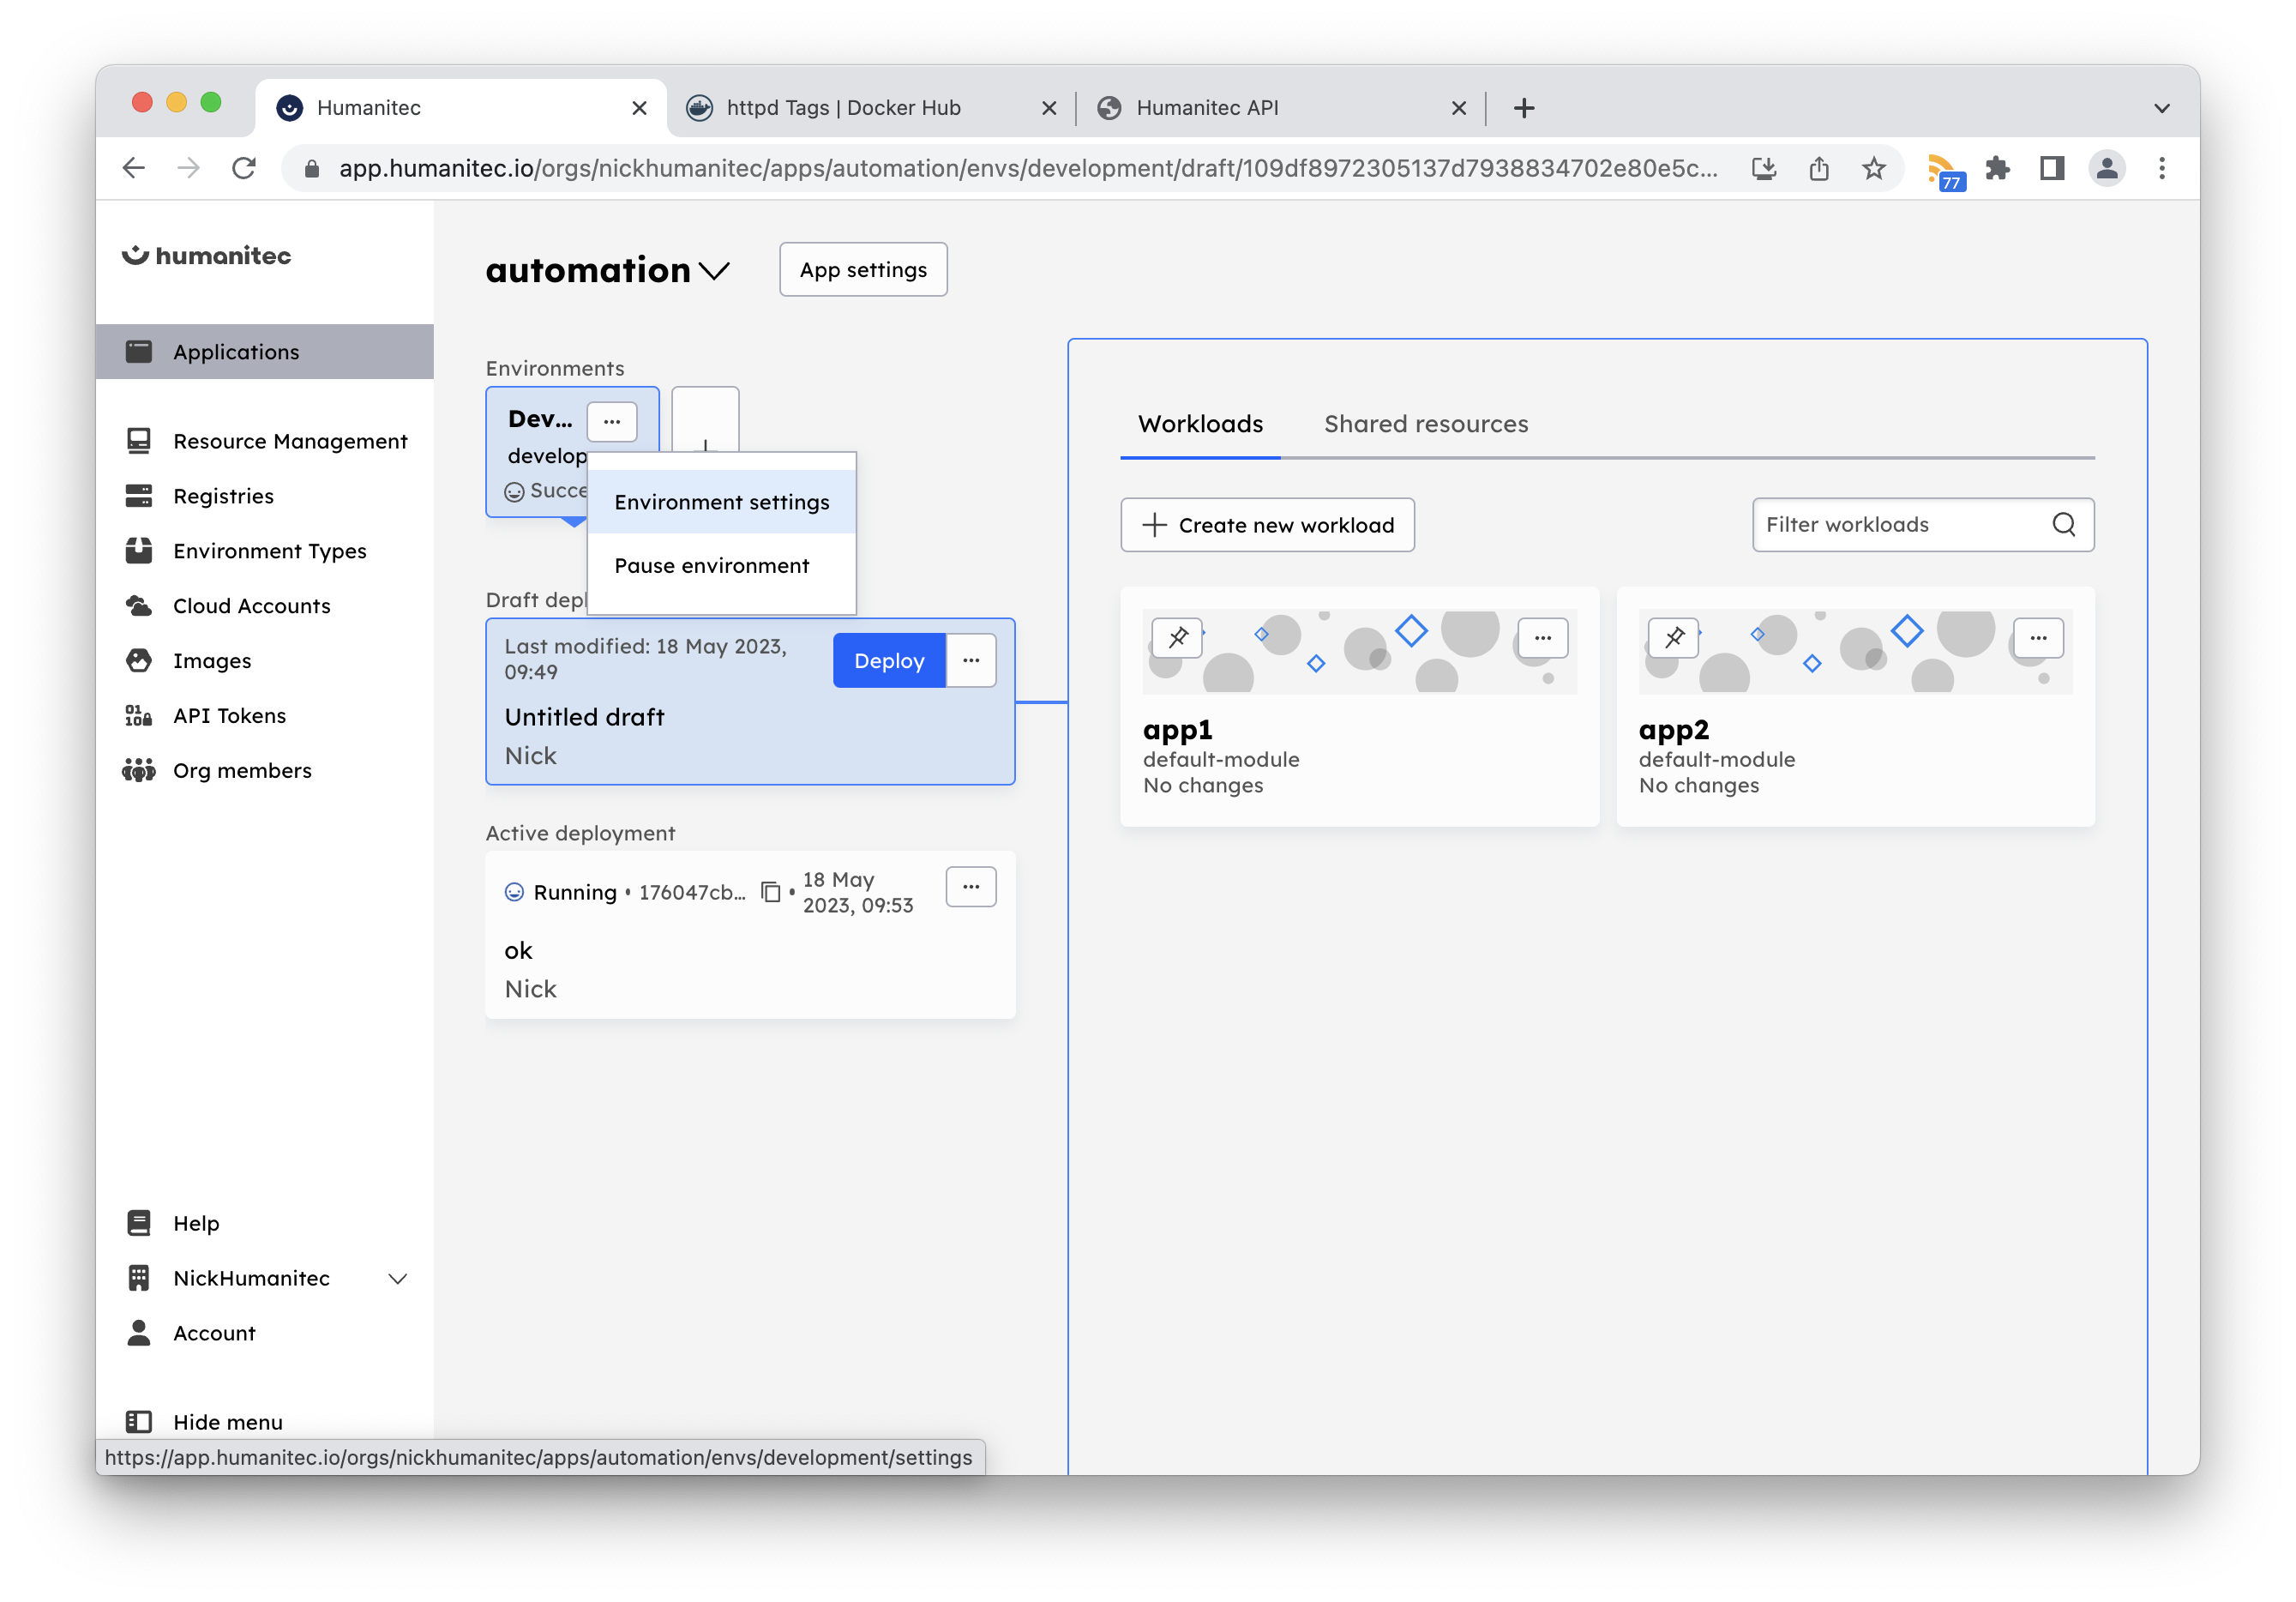 Humanitec
httpd Tags | Docker Hub
Humanitec API
app.humanitec.io/orgs/nickhumanitec/apps/automation/envs/development/draft/109df8972305137d7938834702e80e5c...
77
humanitec
Applications
Resource Management
Registries
Environment Types
Cloud Accounts
Images
API Tokens
Org members
Help
NickHumanitec
Account
Hide menu
automation
App settings
Environments
Dev...
develop
Succe
Environment settings
Pause environment
Draft depl
Last modified: 18 May 2023,
09:49
Deploy
Untitled draft
Nick
Active deployment
Running • 176047cb... • 18 May
2023, 09:53
ok
Nick
Workloads
Shared resources
Create new workload
Filter workloads
app1
default-module
No changes
app2
default-module
No changes
https://app.humanitec.io/orgs/nickhumanitec/apps/automation/envs/development/settings